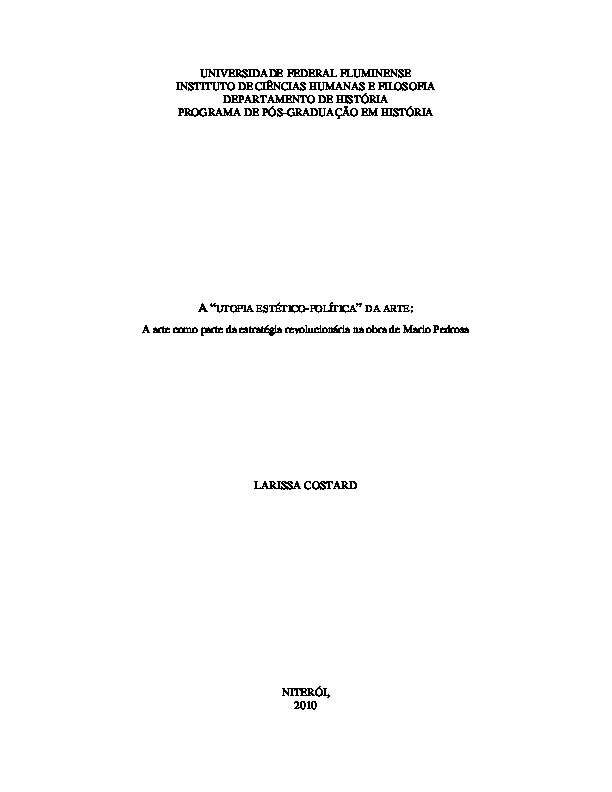 UNIVERSIDADE FEDERAL FLUMINENSE
INSTITUTO DE CIÊNCIAS HUMANAS E FILOSOFIA
DEPARTAMENTO DE HISTÓRIA
PROGRAMA DE PÓS-GRADUAÇÃO EM HISTÓRIA
A “UTOPIA ESTÉTICO-POLÍTICA” DA ARTE:
A arte como parte da estratégia revolucionária na obra de Mario Pedrosa
LARISSA COSTARD
NITERÓI,
2010